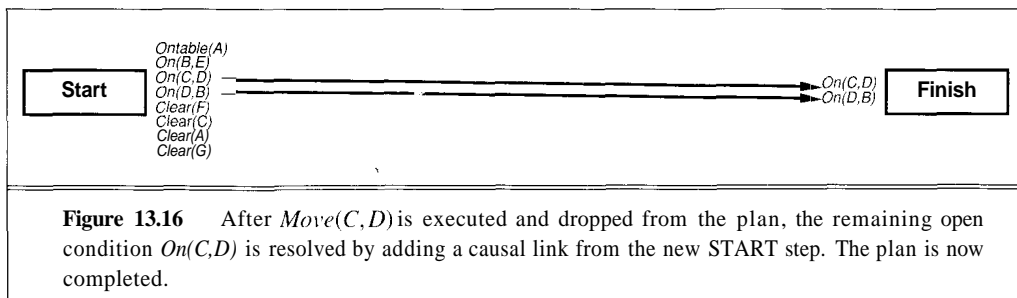 Start
Ontable(A)
On(B,E)
On(C,D)
On(D,B)
Clear(F)
Clear(C)
Clear(A)
Clear(G)
On(C,D)
On(D,B)
Finish
Figure 13.16 After Move(C,D) is executed and dropped from the plan, the remaining open
condition On(C,D) is resolved by adding a causal link from the new START step. The plan is now
completed.